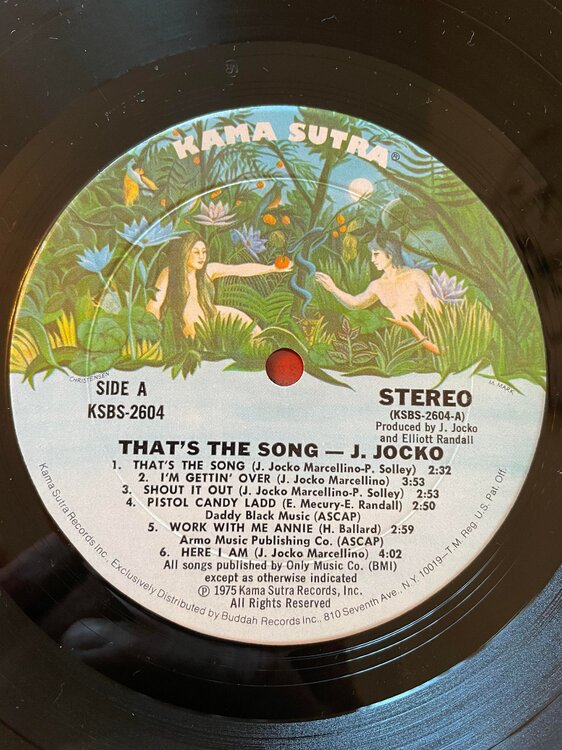 KAMA SUTRA®
CHRISTENSEN
M. MARK
SIDE A
KSBS-2604
STEREO
(KSBS-2604-A)
Produced by J. Jocko
and Elliott Randall
THAT'S THE SONG — J. JOCKO
1. THAT'S THE SONG (J. Jocko Marcellino-P. Solley) 2:32
2. I'M GETTIN' OVER (J. Jocko Marcellino) 3:53
3. SHOUT IT OUT (J. Jocko Marcellino-P. Solley) 2:53
4. PISTOL CANDY LADD (E. Mecury-E. Randall) 2:50
Daddy Black Music (ASCAP)
5. WORK WITH ME ANNIE (H. Ballard) 2:59
Armo Music Publishing Co. (ASCAP)
6. HERE I AM (J. Jocko Marcellino) 4:02
All songs published by Only Music Co. (BMI)
except as otherwise indicated
Ⓟ 1975 Kama Sutra Records, Inc.
All Rights Reserved
Kama Sutra Records Inc., Exclusively Distributed by Buddah Records Inc., 810 Seventh Ave., N.Y. 10019—T.M. Reg. U.S. Pat. Off.